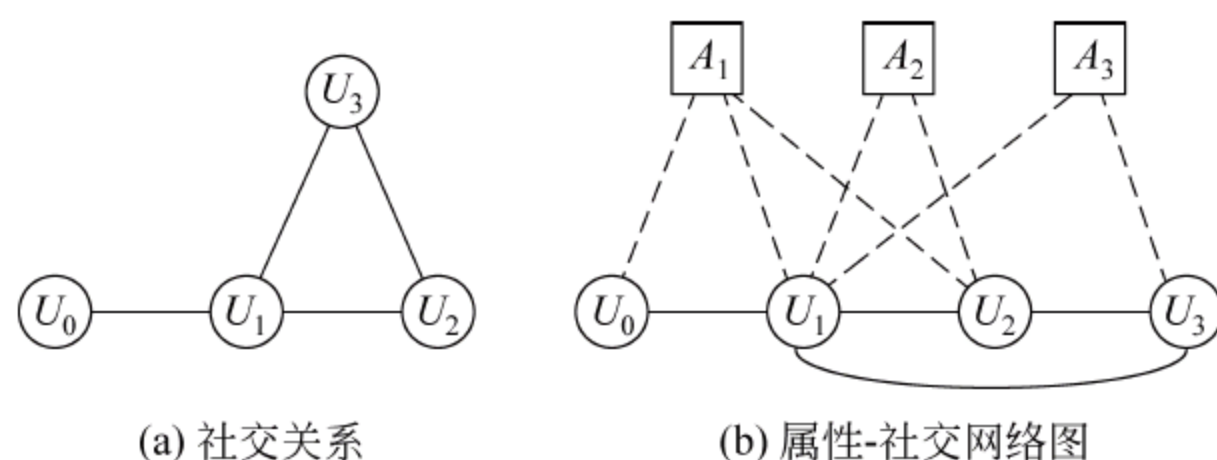 A₁ A₂ A₃
U₃
U₀ U₁ U₂ U₀ U₁ U₂ U₃
(a) 社交关系 (b) 属性-社交网络图